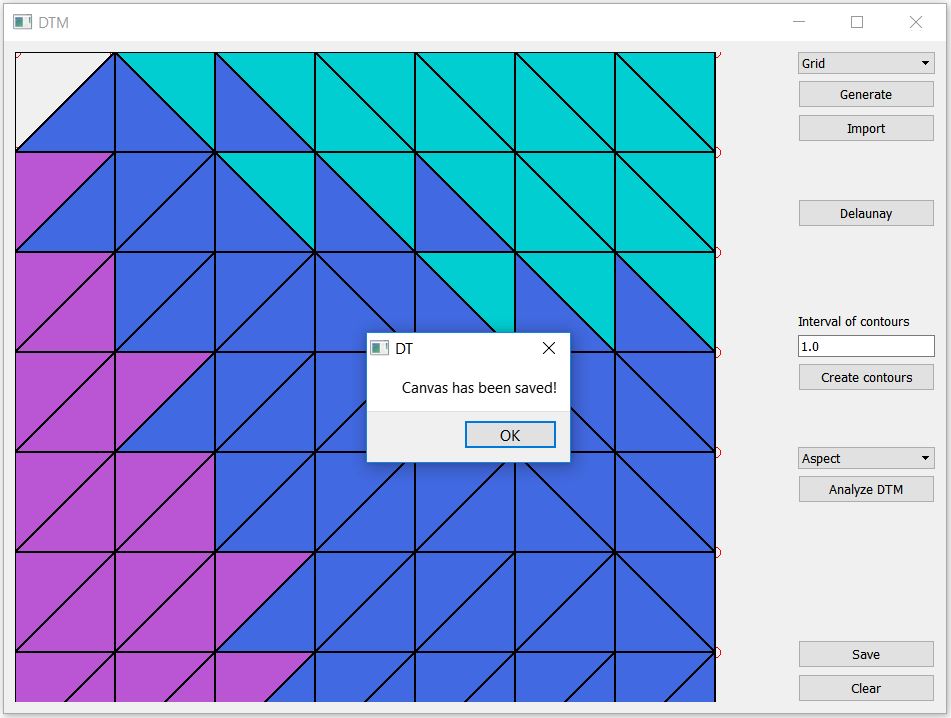 DTM
Grid
Generate
Import
Delaunay
Interval of contours
1.0
DT
Canvas has been saved!
Create contours
OK
Aspect
Analyze DTM
Save
Clear